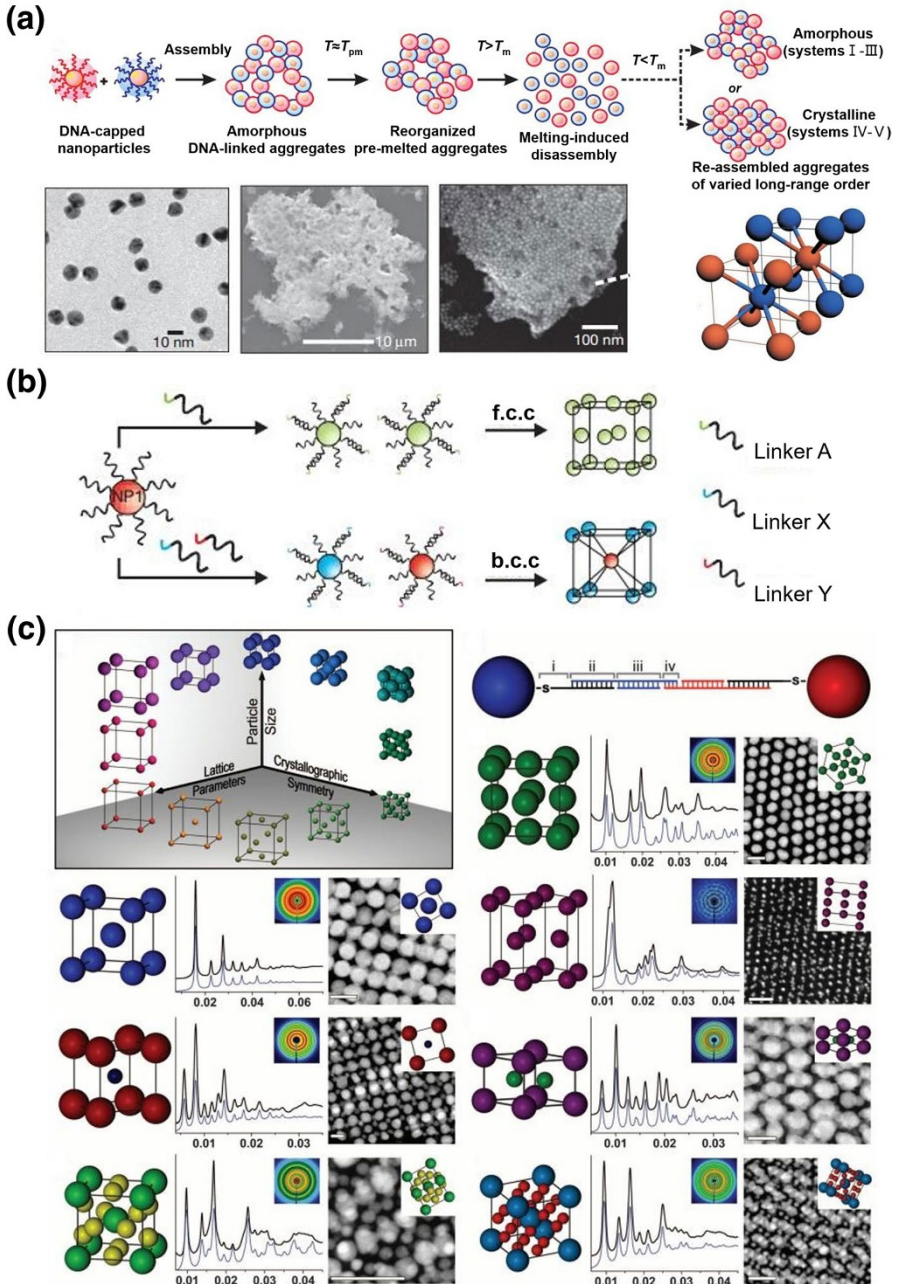 (a)
Assembly
T≈Tpm
T>Tm
T<Tm
Amorphous
(systems I-III)
or
Crystalline
(systems IV-V)
DNA-capped
nanoparticles
Amorphous
DNA-linked aggregates
Reorganized
pre-melted aggregates
Melting-induced
disassembly
Re-assembled aggregates
of varied long-range order
10 nm
10 μm
100 nm
(b)
NP1
f.c.c
b.c.c
Linker A
Linker X
Linker Y
(c)
Particle
Size
Lattice
Parameters
Crystallographic
Symmetry
i ii iii iv
S
S
0.01 0.02 0.03 0.04
0.02 0.04 0.06
0.01 0.02 0.03 0.04
0.01 0.02 0.03
0.01 0.02 0.03
0.01 0.02 0.03 0.04
0.01 0.02 0.03 0.04